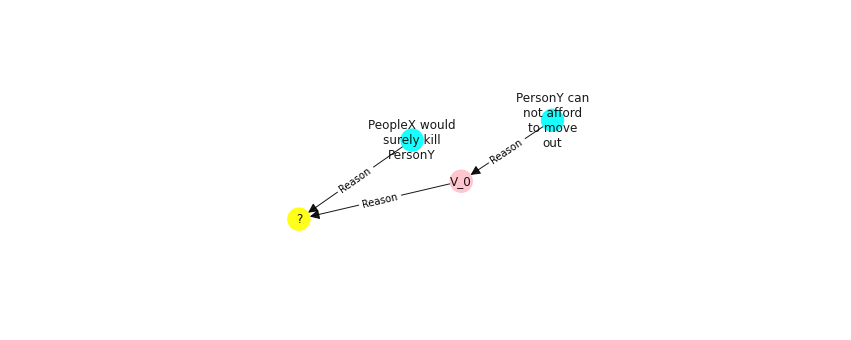 PersonY can
not afford
to move
out
PeopleX would
surely kill
PersonY
Reason
Reason
V_0
Reason
?